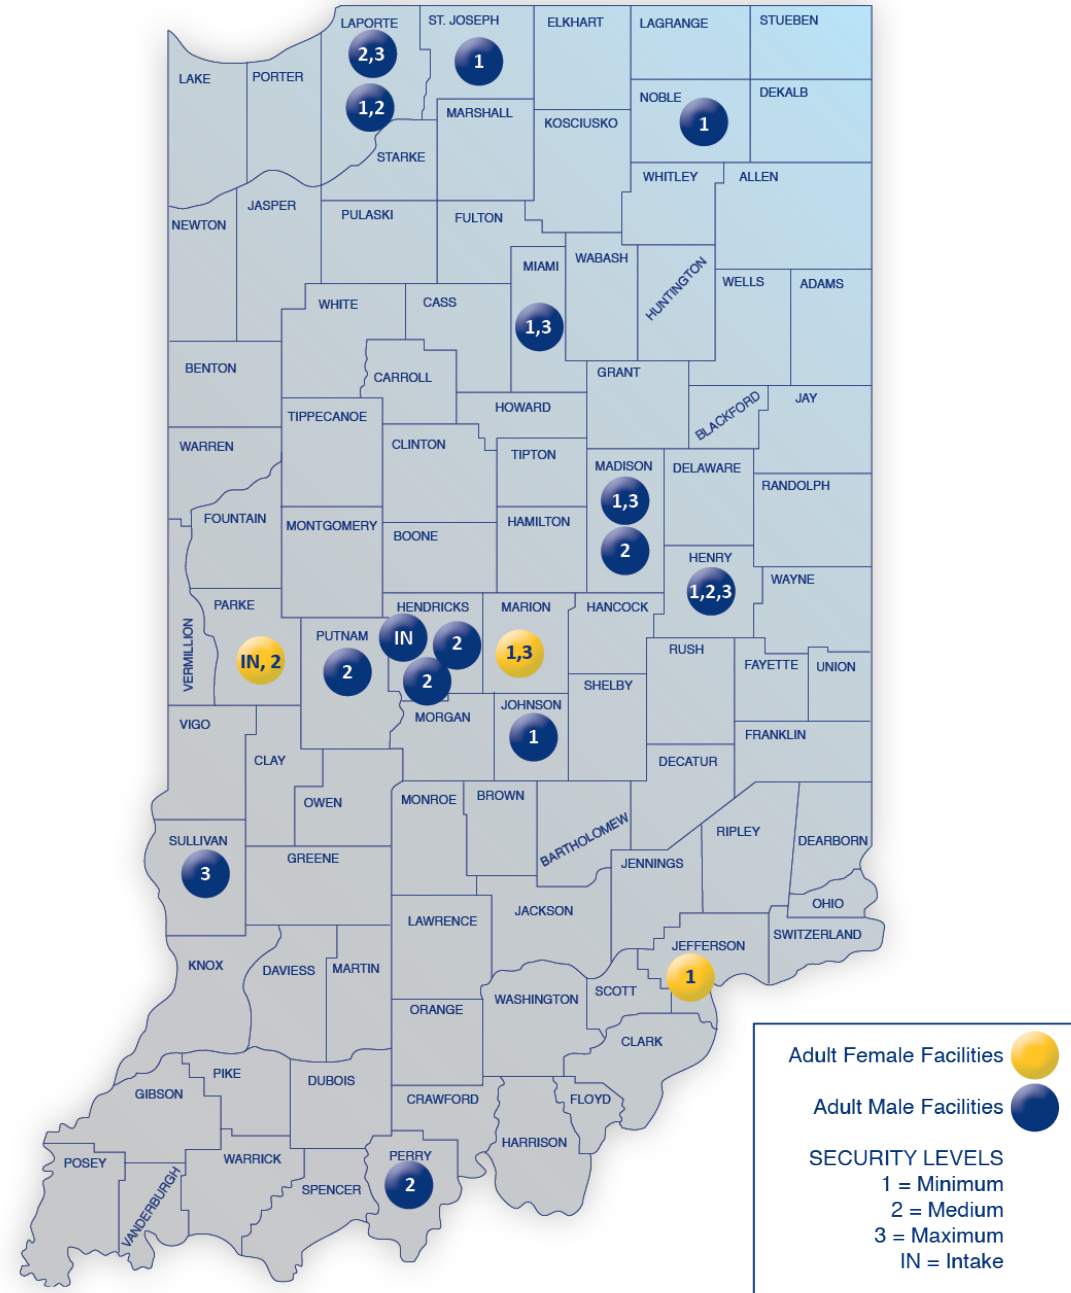 LAPORTE
ST. JOSEPH
ELKHART
LAGRANGE
STUEBEN
2,3
1
LAKE
PORTER
NOBLE
DEKALB
1,2
MARSHALL
KOSCIUSKO
1
STARKE
WHITLEY
ALLEN
JASPER
PULASKI
FULTON
NEWTON
MIAMI
WABASH
HUNTINGTON
WELLS
ADAMS
WHITE
CASS
1,3
BENTON
CARROLL
GRANT
HOWARD
BLACKFORD
JAY
TIPPECANOE
WARREN
CLINTON
TIPTON
MADISON
DELAWARE
RANDOLPH
1,3
FOUNTAIN
MONTGOMERY
BOONE
HAMILTON
2
HENRY
WAYNE
1,2,3
PARKE
HENDRICKS
MARION
HANCOCK
VERMILLION
PUTNAM
IN
2
1,3
RUSH
IN, 2
2
2
FAYETTE
UNION
SHELBY
VIGO
MORGAN
JOHNSON
1
FRANKLIN
CLAY
DECATUR
OWEN
MONROE
BROWN
BARTHOLOMEW
RIPLEY
DEARBORN
SULLIVAN
3
GREENE
JENNINGS
OHIO
LAWRENCE
JACKSON
SWITZERLAND
JEFFERSON
KNOX
DAVIESS
MARTIN
1
SCOTT
WASHINGTON
ORANGE
CLARK
GIBSON
PIKE
DUBOIS
CRAWFORD
FLOYD
HARRISON
POSEY
VANDERBURGH
WARRICK
SPENCER
PERRY
2
Adult Female Facilities
Adult Male Facilities
SECURITY LEVELS
1 = Minimum
2 = Medium
3 = Maximum
IN = Intake